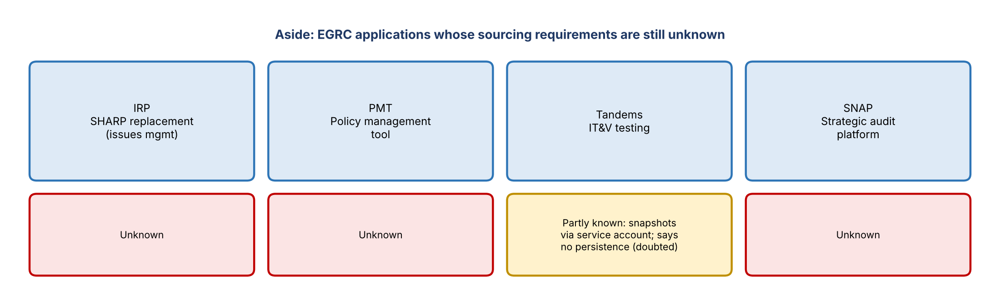 Aside: EGRC applications whose sourcing requirements are still unknown
IRP
SHARP replacement
(issues mgmt)
PMT
Policy management
tool
Tandems
IT&V testing
SNAP
Strategic audit
platform
Unknown
Unknown
Partly known: snapshots
via service account; says
no persistence (doubted)
Unknown